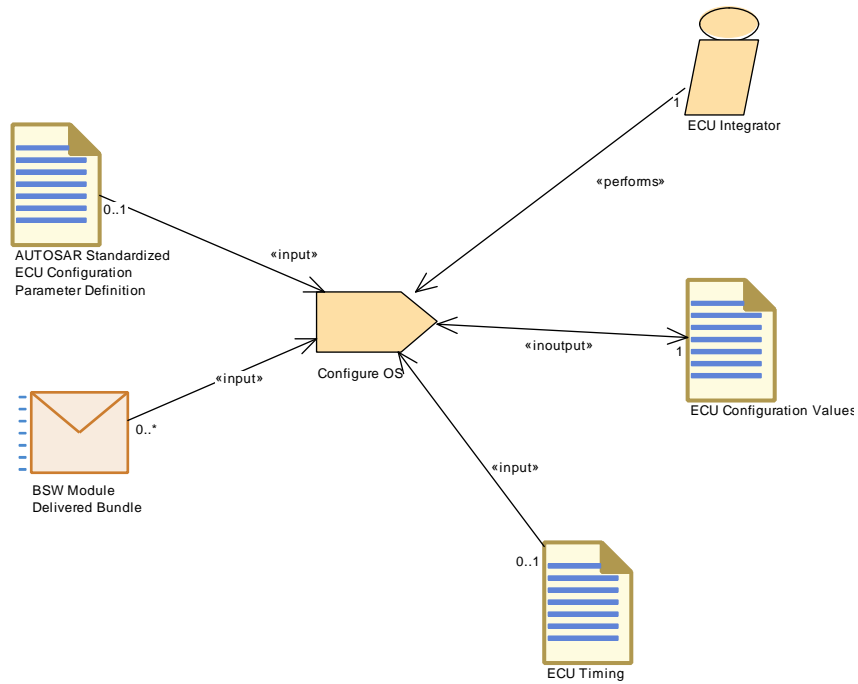 1
ECU Integrator
«performs»
0..1
AUTOSAR Standardized
ECU Configuration
Parameter Definition
«input»
«inoutput»
1
Configure OS
«input»
ECU Configuration Values
0..*
BSW Module
Delivered Bundle
«input»
0..1
ECU Timing